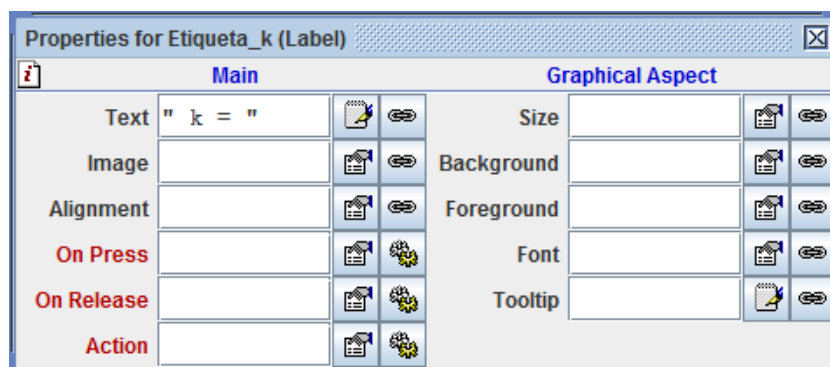 Properties for Etiqueta_k (Label)
i Main Graphical Aspect
Text " k = " Size
Image Background
Alignment Foreground
On Press Font
On Release Tooltip
Action